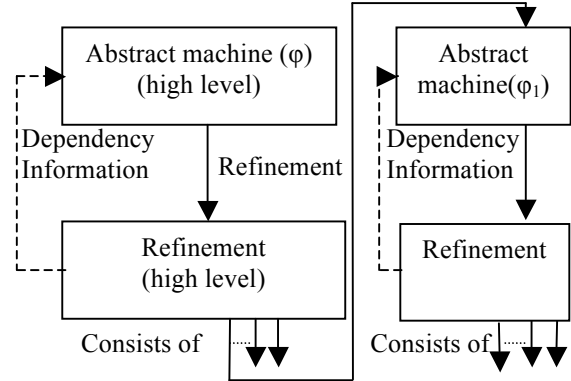 Abstract machine (φ)
(high level)
Dependency
Information
Refinement
Refinement
(high level)
Consists of ......
Abstract
machine(φ₁)
Dependency
Information
Refinement
Consists of ......